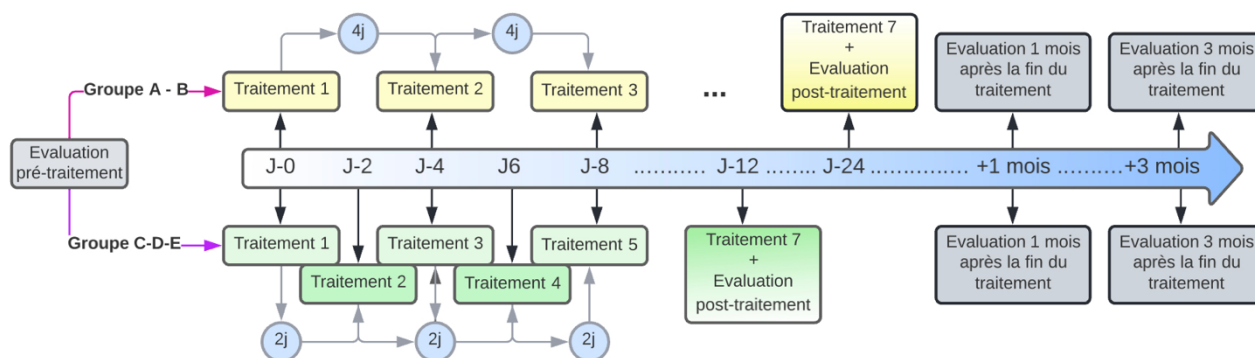 4j
4j
Traitement 7
+
Evaluation
post-traitement
Evaluation 1 mois
après la fin du
traitement
Evaluation 3 mois
après la fin du
traitement
Groupe A - B
Traitement 1
Traitement 2
Traitement 3
...
Evaluation
pré-traitement
J-0
J-2
J-4
J6
J-8
...........
J-12
........
J-24
................
+1 mois
.........
+3 mois
Groupe C-D-E
Traitement 1
Traitement 3
Traitement 5
Traitement 2
Traitement 4
Traitement 7
+
Evaluation
post-traitement
Evaluation 1 mois
après la fin du
traitement
Evaluation 3 mois
après la fin du
traitement
2j
2j
2j